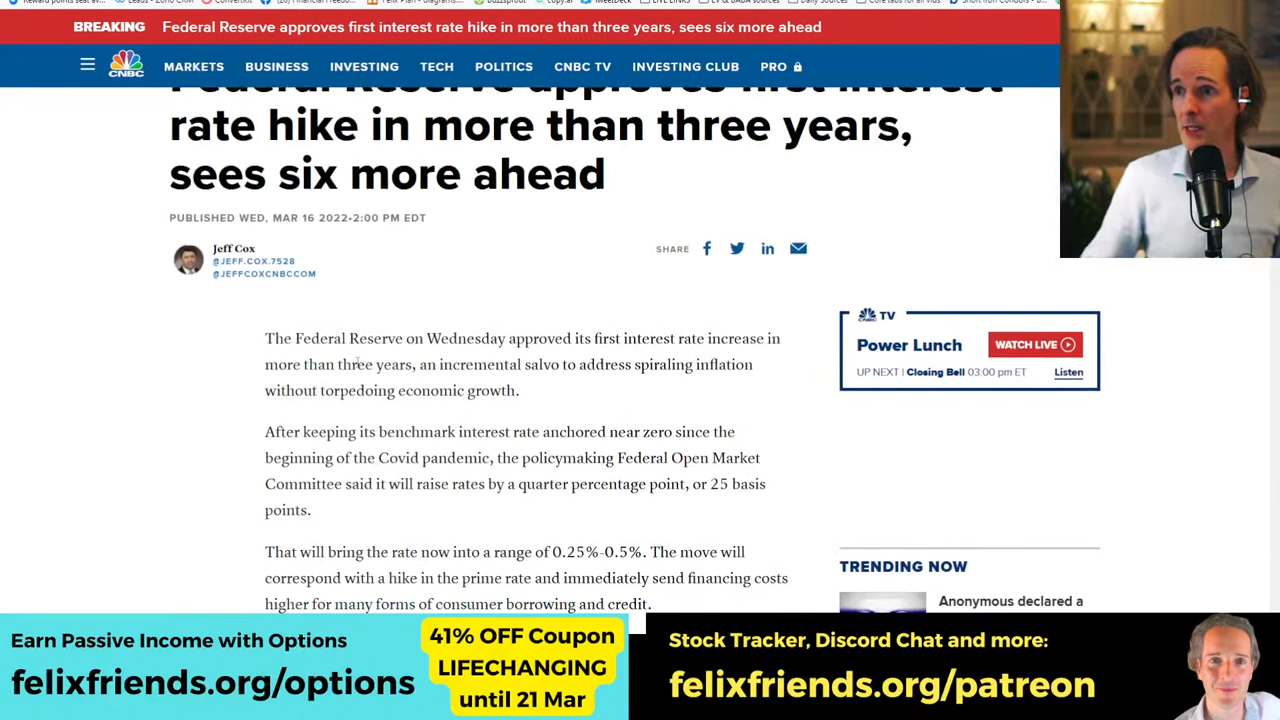 BREAKING Federal Reserve approves first interest rate hike in more than three years, sees six more ahead
CNBC MARKETS BUSINESS INVESTING TECH POLITICS CNBC TV INVESTING CLUB PRO
Federal Reserve approves first interest
rate hike in more than three years,
sees six more ahead
PUBLISHED WED, MAR 16 2022•2:00 PM EDT
Jeff Cox
@JEFF.COX.7528
@JEFFCOXCNBCCOM
SHARE
The Federal Reserve on Wednesday approved its first interest rate increase in
more than three years, an incremental salvo to address spiraling inflation
without torpedoing economic growth.
After keeping its benchmark interest rate anchored near zero since the
beginning of the Covid pandemic, the policymaking Federal Open Market
Committee said it will raise rates by a quarter percentage point, or 25 basis
points.
That will bring the rate now into a range of 0.25%-0.5%. The move will
correspond with a hike in the prime rate and immediately send financing costs
higher for many forms of consumer borrowing and credit.
TV
Power Lunch
WATCH LIVE
UP NEXT | Closing Bell 03:00 pm ET
Listen
TRENDING NOW
Anonymous declared a
Earn Passive Income with Options
felixfriends.org/options
41% OFF Coupon
LIFECHANGING
until 21 Mar
Stock Tracker, Discord Chat and more:
felixfriends.org/patreon